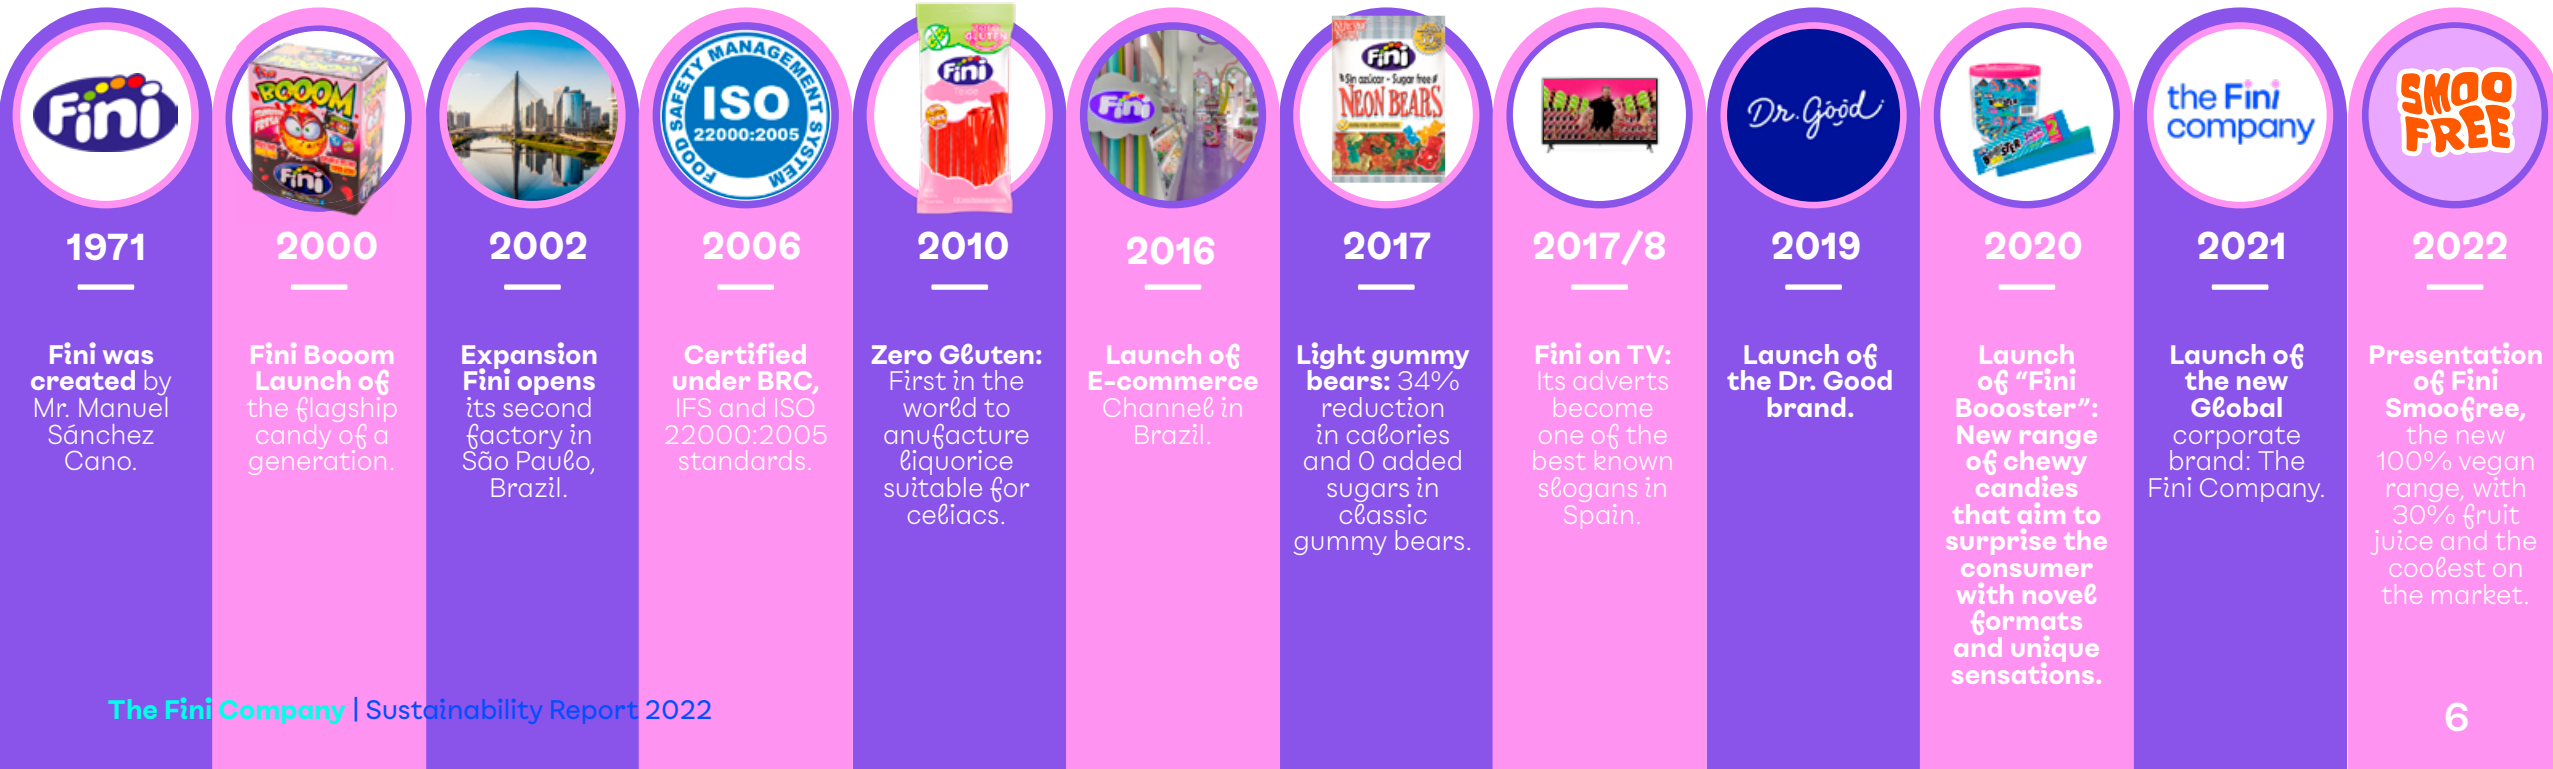 Fini
1971
Fini was
created by
Mr. Manuel
Sánchez
Cano.
BOOOM
Fini
2000
Fini Booom
Launch of
the flagship
candy of a
generation.
2002
Expansion
Fini opens
its second
factory in
São Paulo,
Brazil.
FOOD SAFETY MANAGEMENT SYSTEM
ISO
22000:2005
2006
Certified
under BRC,
IFS and ISO
22000:2005
standards.
GLUTEN
Fini
2010
Zero Gluten:
First in the
world to
anufacture
liquorice
suitable for
celiacs.
Fini
2016
Launch of
E-commerce
Channel in
Brazil.
Fini
Sin azúcar - Sugar free
NEON BEARS
2017
Light gummy
bears: 34%
reduction
in calories
and 0 added
sugars in
classic
gummy bears.
2017/8
Fini on TV:
Its adverts
become
one of the
best known
slogans in
Spain.
Dr. Good
2019
Launch of
the Dr. Good
brand.
2020
Launch
of “Fini
Boooster”:
New range
of chewy
candies
that aim to
surprise the
consumer
with novel
formats
and unique
sensations.
the Fini
company
2021
Launch of
the new
Global
corporate
brand: The
Fini Company.
SMOO
FREE
2022
Presentation
of Fini
Smoofree,
the new
100% vegan
range, with
30% fruit
juice and the
coolest on
the market.
The Fini Company | Sustainability Report 2022
6